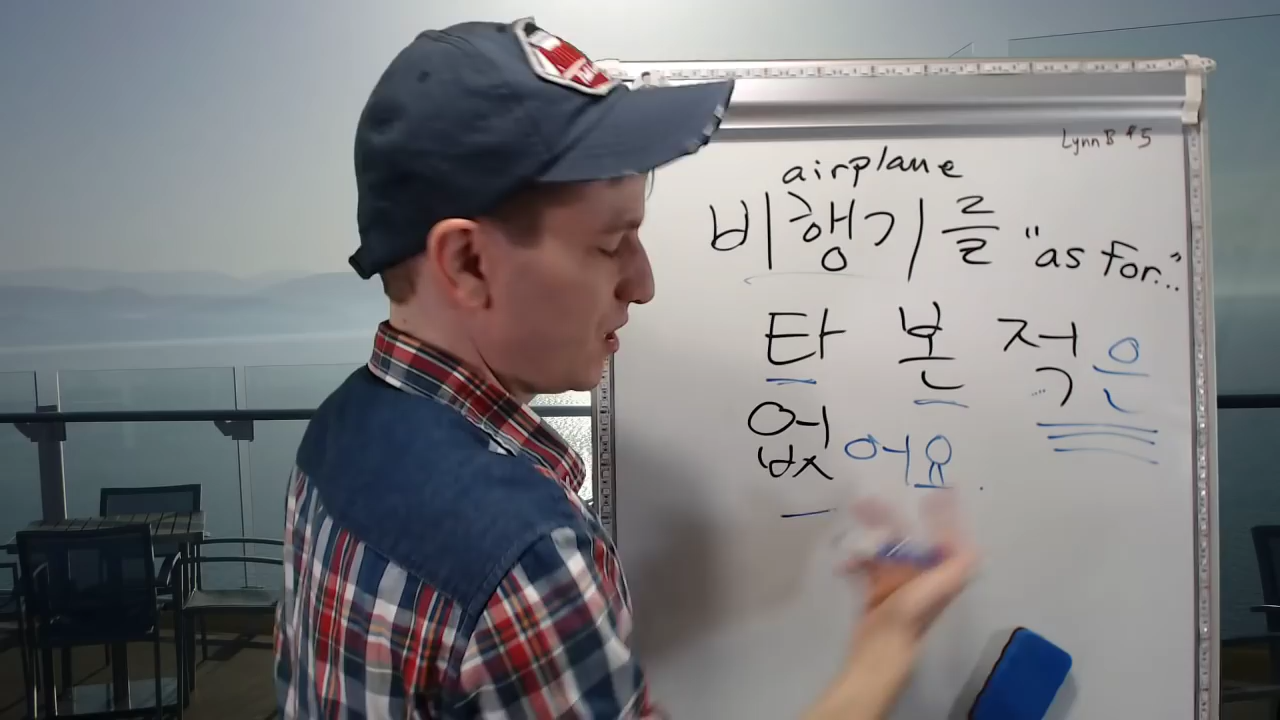 Lynn B #5
airplane
비행기를 "as for..."
타 본 적은
없어요.